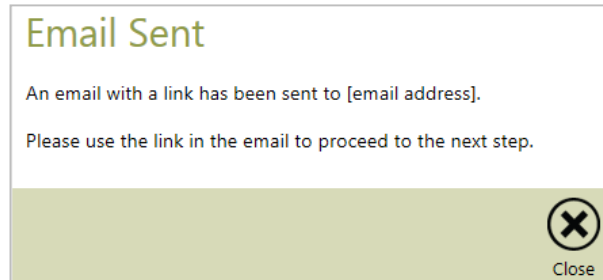 Email Sent
An email with a link has been sent to [email address].
Please use the link in the email to proceed to the next step.
Close